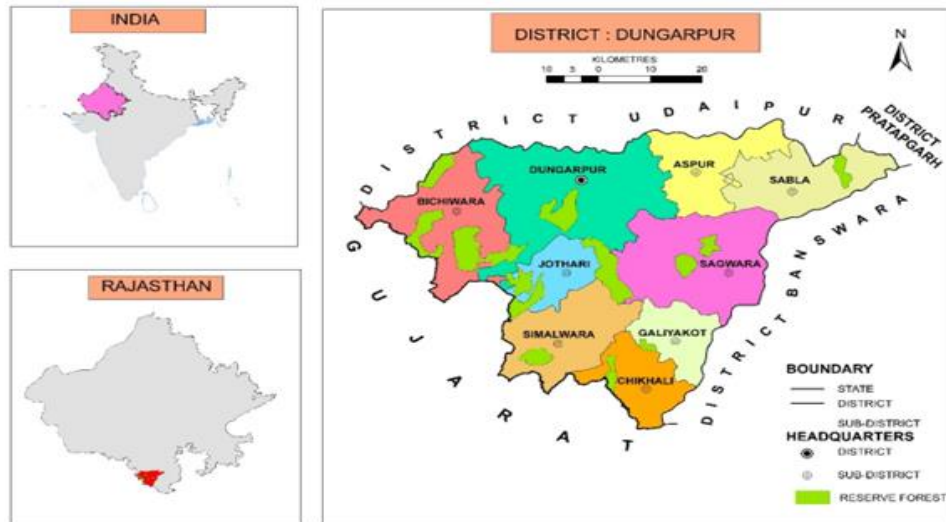 INDIA
RAJASTHAN
DISTRICT : DUNGARPUR
KILOMETRES
10 5 0 10 20
N
DISTRICT UDAIPUR
DISTRICT
PRATAPGARH
DISTRICT BANSWARA
GUJARAT
DUNGARPUR
ASPUR
SABLA
BICHIWARA
JOTHARI
SAGWARA
SIMALWARA
GALIYAKOT
CHIKHALI
BOUNDARY
STATE
DISTRICT
SUB-DISTRICT
HEADQUARTERS
DISTRICT
SUB-DISTRICT
RESERVE FOREST